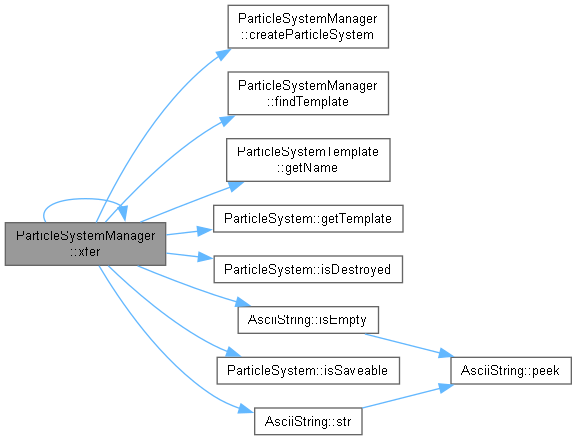 ParticleSystemManager
::createParticleSystem
ParticleSystemManager
::findTemplate
ParticleSystemTemplate
::getName
ParticleSystemManager
::xfer
ParticleSystem::getTemplate
ParticleSystem::isDestroyed
AsciiString::isEmpty
ParticleSystem::isSaveable
AsciiString::peek
AsciiString::str